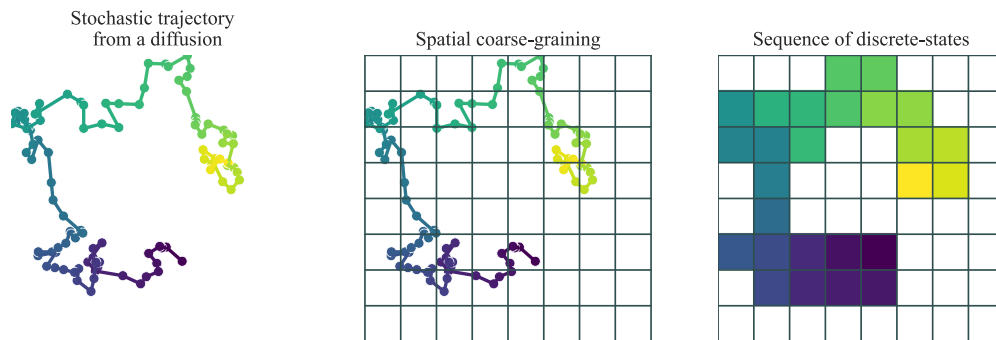 Stochastic trajectory
from a diffusion
Spatial coarse-graining
Sequence of discrete-states